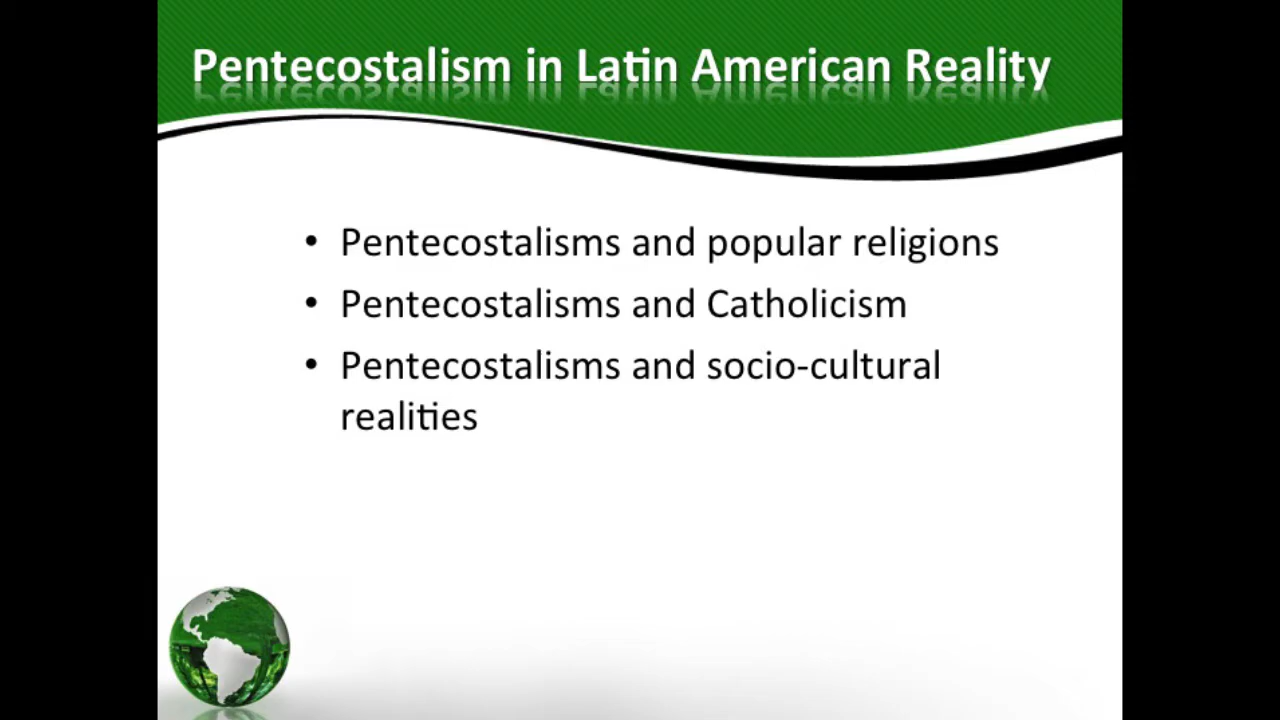 Pentecostalism in Latin American Reality
• Pentecostalisms and popular religions
• Pentecostalisms and Catholicism
• Pentecostalisms and socio-cultural
realities